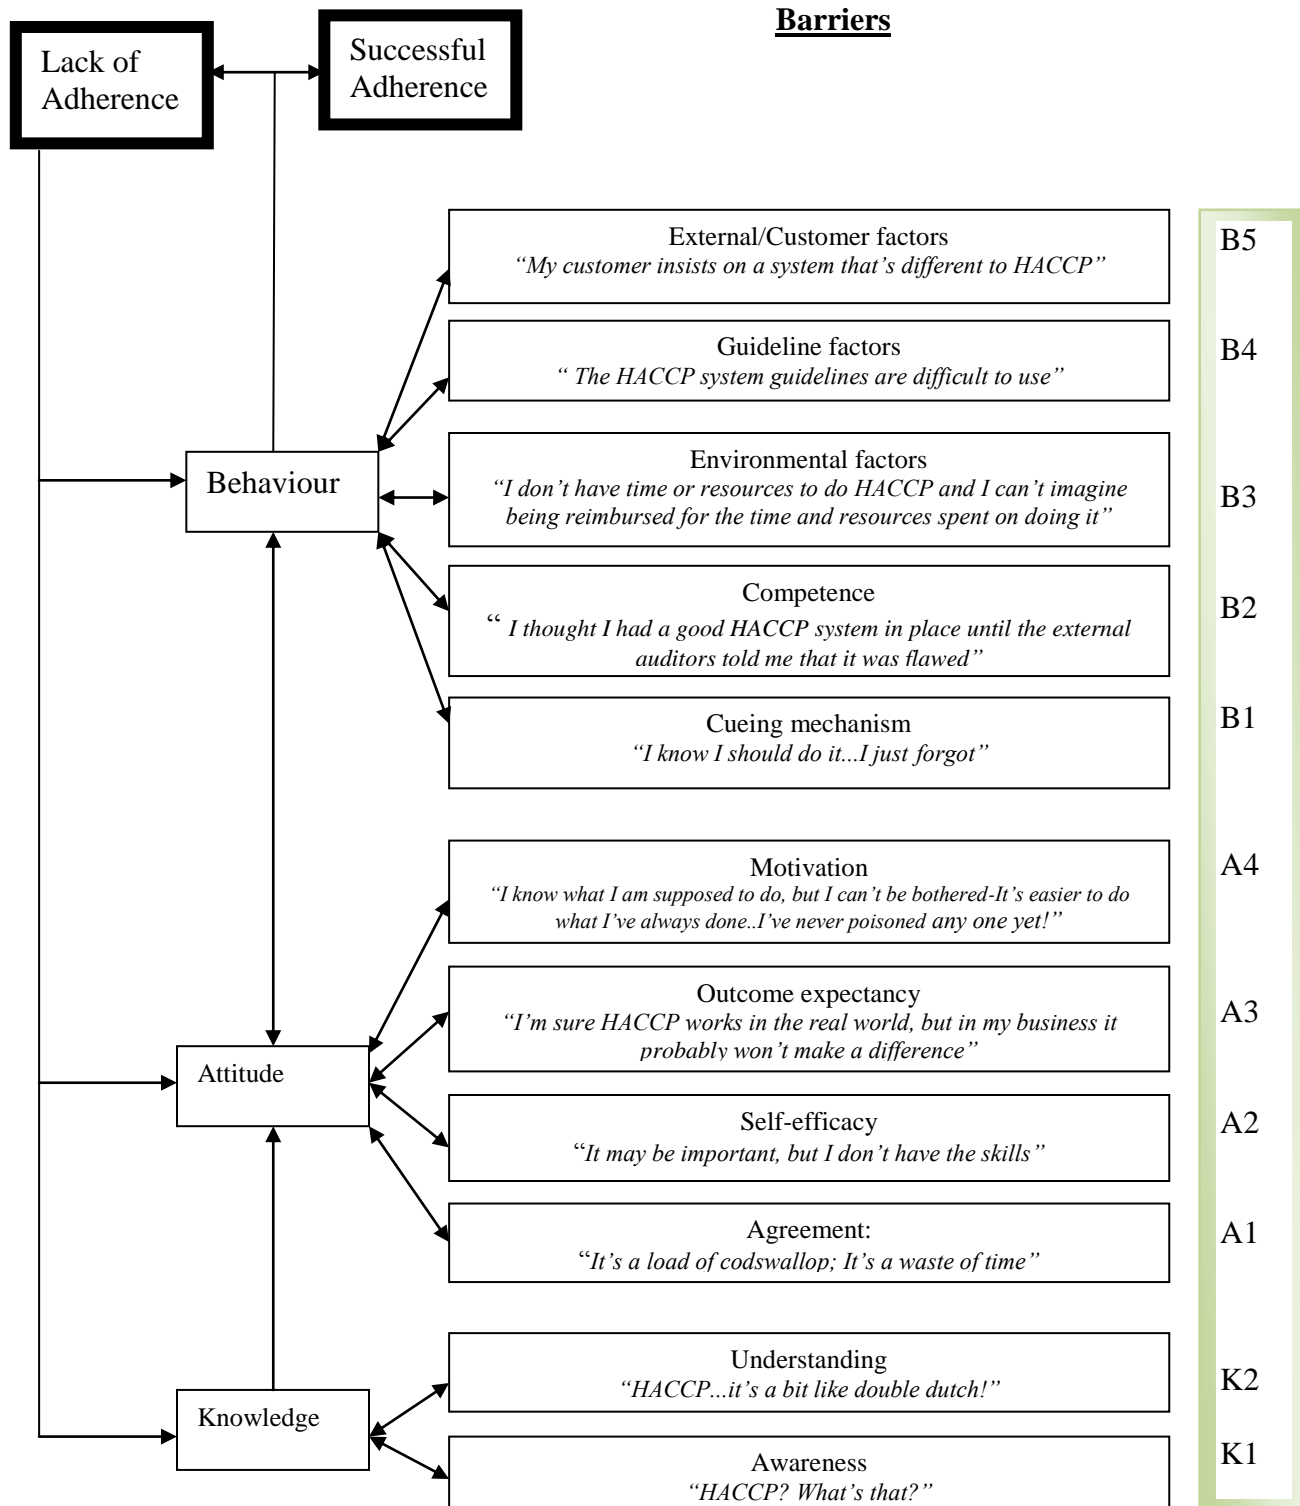 Barriers
Lack of
Adherence
Successful
Adherence
External/Customer factors
“My customer insists on a system that’s different to HACCP”
B5
Guideline factors
“ The HACCP system guidelines are difficult to use”
B4
Behaviour
Environmental factors
“I don’t have time or resources to do HACCP and I can’t imagine
being reimbursed for the time and resources spent on doing it”
B3
Competence
“ I thought I had a good HACCP system in place until the external
auditors told me that it was flawed”
B2
Cueing mechanism
“I know I should do it...I just forgot”
B1
Motivation
“I know what I am supposed to do, but I can’t be bothered-It’s easier to do
what I’ve always done..I’ve never poisoned any one yet!”
A4
Outcome expectancy
“I’m sure HACCP works in the real world, but in my business it
probably won’t make a difference”
A3
Attitude
Self-efficacy
“It may be important, but I don’t have the skills”
A2
Agreement:
“It’s a load of codswallop; It’s a waste of time”
A1
Understanding
“HACCP...it’s a bit like double dutch!”
K2
Knowledge
Awareness
“HACCP? What’s that?”
K1